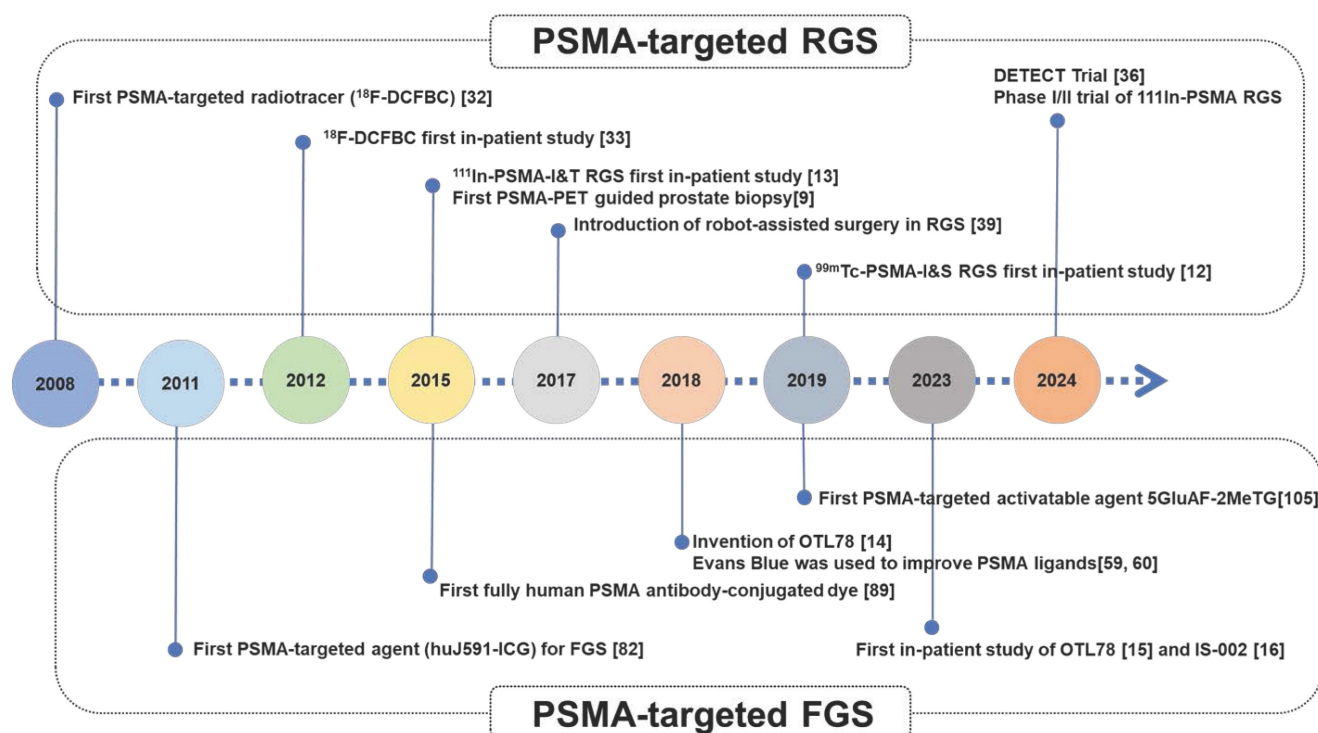 PSMA-targeted RGS
DETECT Trial [36]
Phase I/II trial of 111In-PSMA RGS
First PSMA-targeted radiotracer (¹⁸F-DCFBC) [32]
¹⁸F-DCFBC first in-patient study [33]
¹¹¹In-PSMA-I&T RGS first in-patient study [13]
First PSMA-PET guided prostate biopsy[9]
Introduction of robot-assisted surgery in RGS [39]
⁹⁹ᵐTc-PSMA-I&S RGS first in-patient study [12]
2008
2011
2012
2015
2017
2018
2019
2023
2024
First PSMA-targeted activatable agent 5GluAF-2MeTG[105]
Invention of OTL78 [14]
Evans Blue was used to improve PSMA ligands[59, 60]
First fully human PSMA antibody-conjugated dye [89]
First PSMA-targeted agent (huJ591-ICG) for FGS [82]
First in-patient study of OTL78 [15] and IS-002 [16]
PSMA-targeted FGS